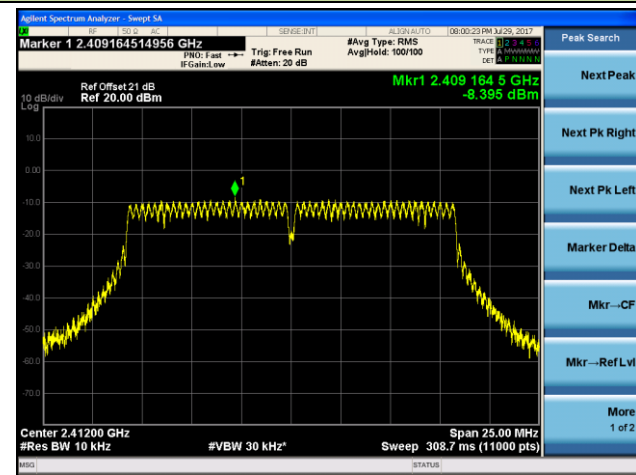 Agilent Spectrum Analyzer - Swept SA
LXI RF 50 Ω AC SENSE:INT ALIGN AUTO 08:00:23 PM Jul 29, 2017
Marker 1 2.409164514956 GHz
PNO: Fast
IFGain:Low
Trig: Free Run
#Atten: 20 dB
#Avg Type: RMS
Avg|Hold: 100/100
TRACE 1 2 3 4 5 6
TYPE A
DET A P N N N N
Ref Offset 21 dB
Ref 20.00 dBm
10 dB/div
Log
Mkr1 2.409 164 5 GHz
-8.395 dBm
10.0
0.00
1
-10.0
-20.0
-30.0
-40.0
-50.0
-60.0
-70.0
Center 2.41200 GHz
#Res BW 10 kHz
#VBW 30 kHz*
Span 25.00 MHz
Sweep 308.7 ms (11000 pts)
MSG
STATUS
Peak Search
Next Peak
Next Pk Right
Next Pk Left
Marker Delta
Mkr→CF
Mkr→Ref Lvl
More
1 of 2